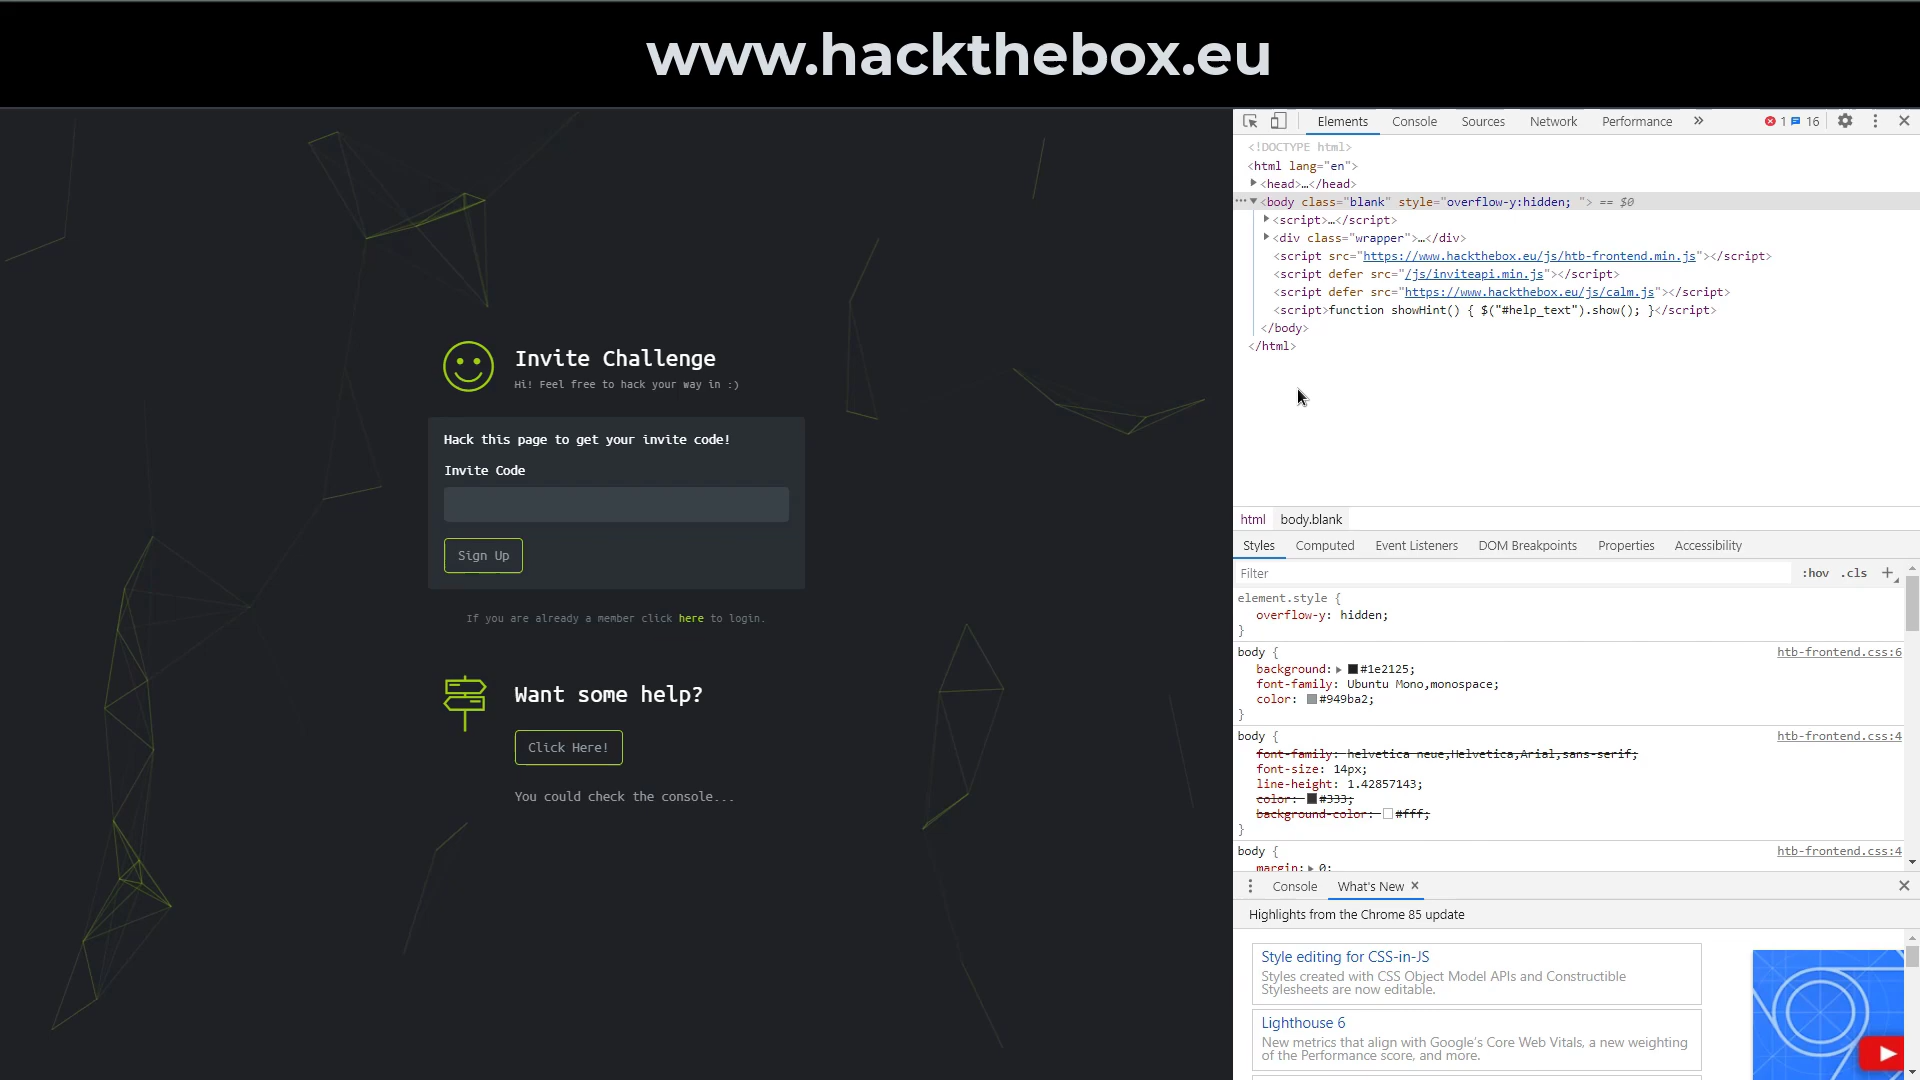 www.hackthebox.eu
Invite Challenge
Hi! Feel free to hack your way in :)
Hack this page to get your invite code!
Invite Code
Sign Up
If you are already a member click here to login.
Want some help?
Click Here!
You could check the console...
Elements Console Sources Network Performance » 1 16
<!DOCTYPE html>
<html lang="en">
<head>…</head>
<body class="blank" style="overflow-y:hidden; "> == $0
<script>…</script>
<div class="wrapper">…</div>
<script src="https://www.hackthebox.eu/js/htb-frontend.min.js"></script>
<script defer src="/js/inviteapi.min.js"></script>
<script defer src="https://www.hackthebox.eu/js/calm.js"></script>
<script>function showHint() { $("#help_text").show(); }</script>
</body>
</html>
html body.blank
Styles Computed Event Listeners DOM Breakpoints Properties Accessibility
Filter :hov .cls +
element.style {
overflow-y: hidden;
}
body { htb-frontend.css:6
background: #1e2125;
font-family: Ubuntu Mono,monospace;
color: #949ba2;
}
body { htb-frontend.css:4
font-family: helvetica neue,Helvetica,Arial,sans-serif;
font-size: 14px;
line-height: 1.42857143;
color: #333;
background-color: #fff;
}
body { htb-frontend.css:4
margin: 0;
Console What's New ×
Highlights from the Chrome 85 update
Style editing for CSS-in-JS
Styles created with CSS Object Model APIs and Constructible
Stylesheets are now editable.
Lighthouse 6
New metrics that align with Google's Core Web Vitals, a new weighting
of the Performance score, and more.